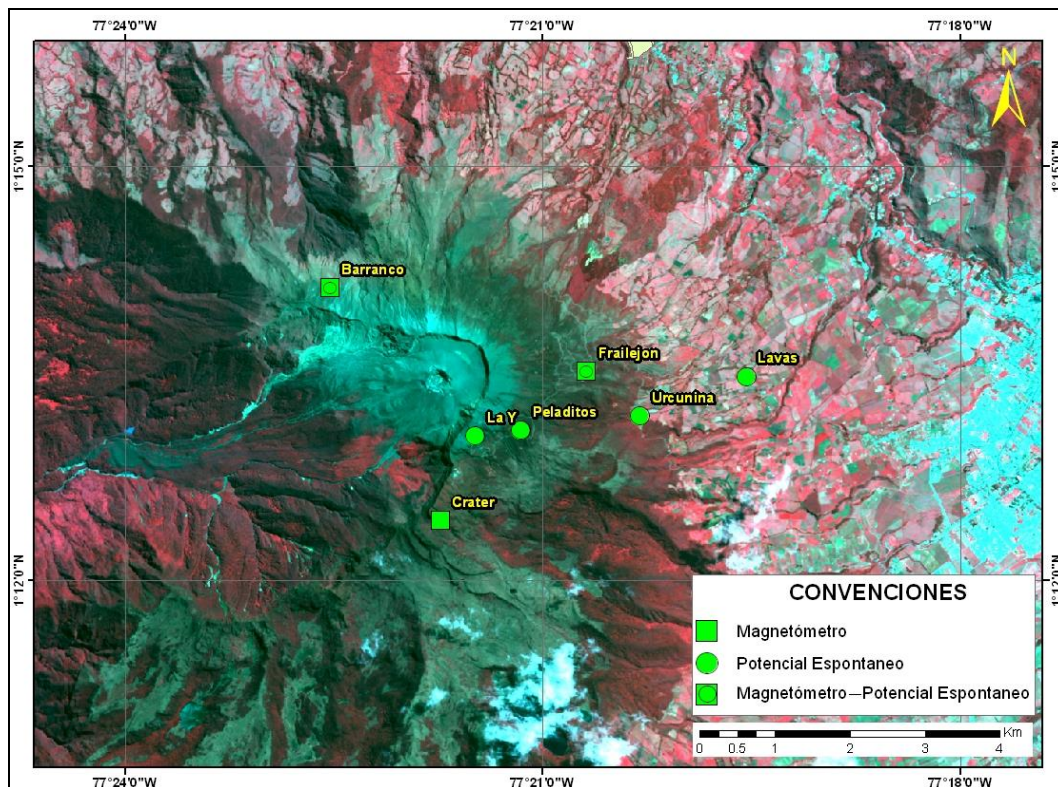 77°24'0"W 77°21'0"W 77°18'0"W
N
1°15'0"N 1°15'0"N
Barranco
Frailejon
Lavas
Urcunina
Peladitos
La Y
Crater
1°12'0"N 1°12'0"N
CONVENCIONES
Magnetómetro
Potencial Espontaneo
Magnetómetro–Potencial Espontaneo
Km
0 0.5 1 2 3 4
77°24'0"W 77°21'0"W 77°18'0"W